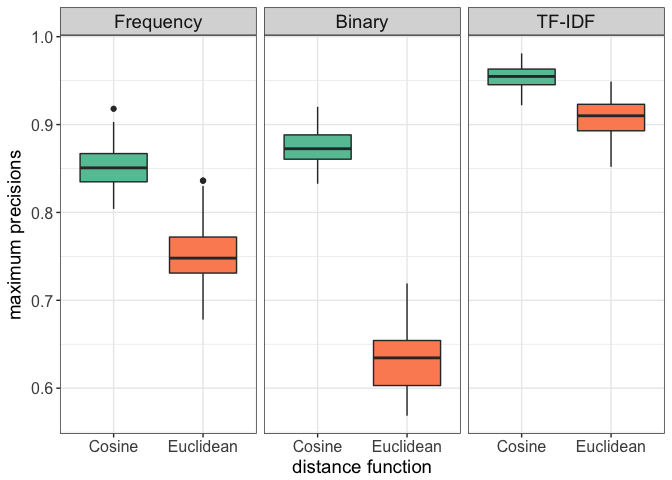 Frequency Binary TF-IDF
maximum precisions
1.0
0.9
0.8
0.7
0.6
Cosine Euclidean Cosine Euclidean Cosine Euclidean
distance function